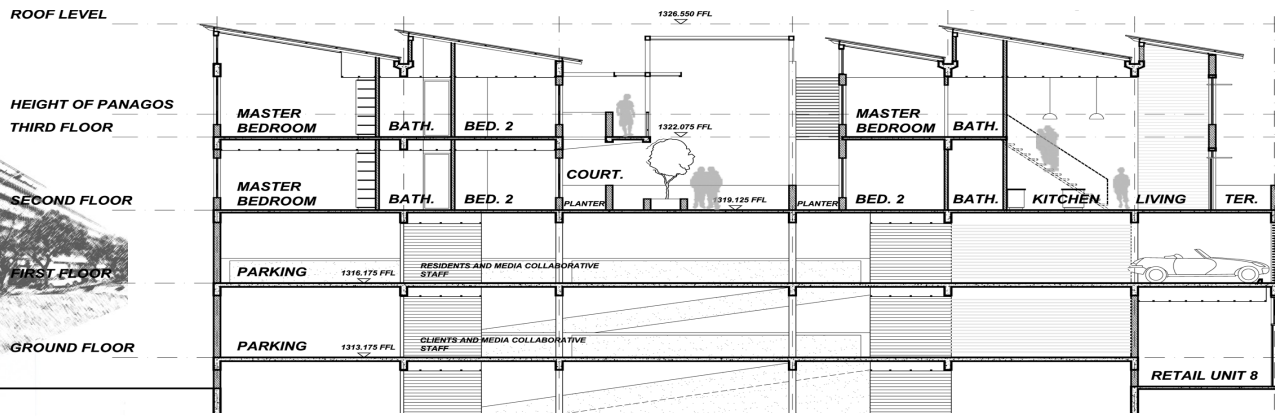 ROOF LEVEL
1326.550 FFL
HEIGHT OF PANAGOS
THIRD FLOOR
MASTER
BEDROOM
BATH.
BED. 2
1322.075 FFL
MASTER
BEDROOM
BATH.
COURT.
SECOND FLOOR
MASTER
BEDROOM
BATH.
BED. 2
PLANTER
319.125 FFL
PLANTER
BED. 2
BATH.
KITCHEN
LIVING
TER.
FIRST FLOOR
PARKING
1316.175 FFL
RESIDENTS AND MEDIA COLLABORATIVE
STAFF
GROUND FLOOR
PARKING
1313.175 FFL
CLIENTS AND MEDIA COLLABORATIVE
STAFF
RETAIL UNIT 8